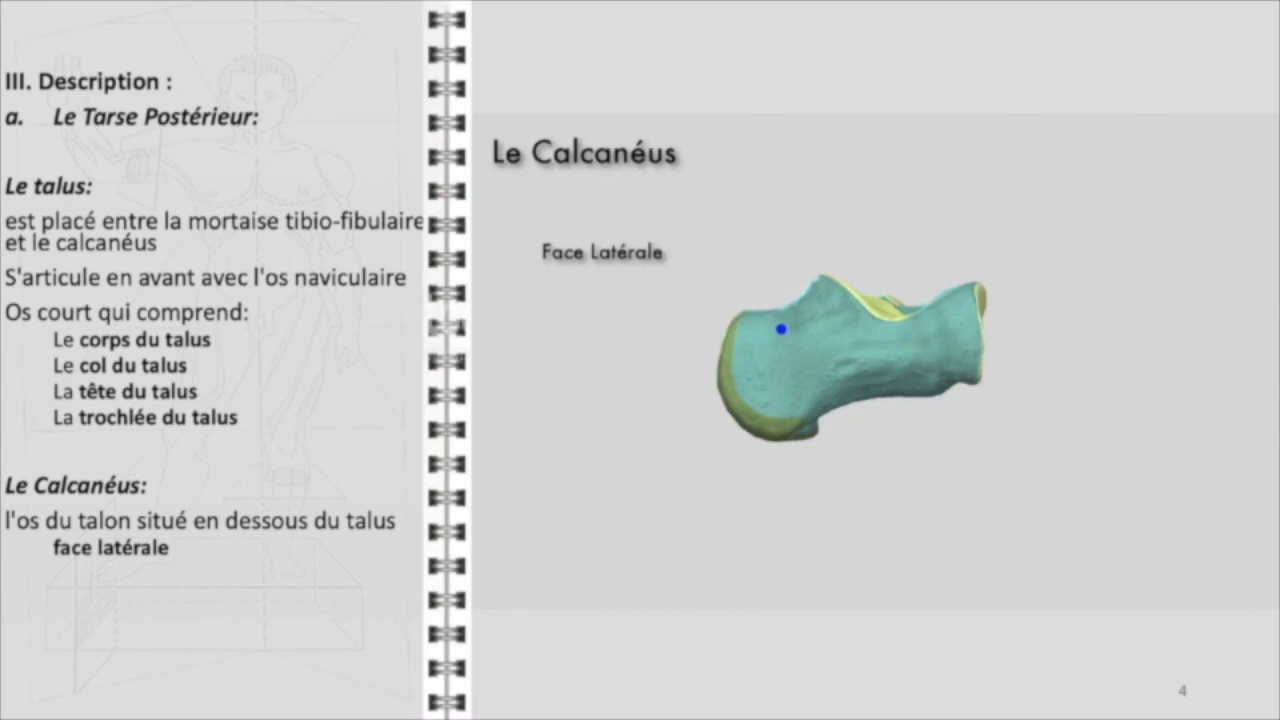 III. Description :
a. Le Tarse Postérieur:
Le talus:
est placé entre la mortaise tibio-fibulaire
et le calcanéus
S'articule en avant avec l'os naviculaire
Os court qui comprend:
Le corps du talus
Le col du talus
La tête du talus
La trochlée du talus
Le Calcanéus:
l'os du talon situé en dessous du talus
face latérale
Le Calcanéus
Face Latérale
4